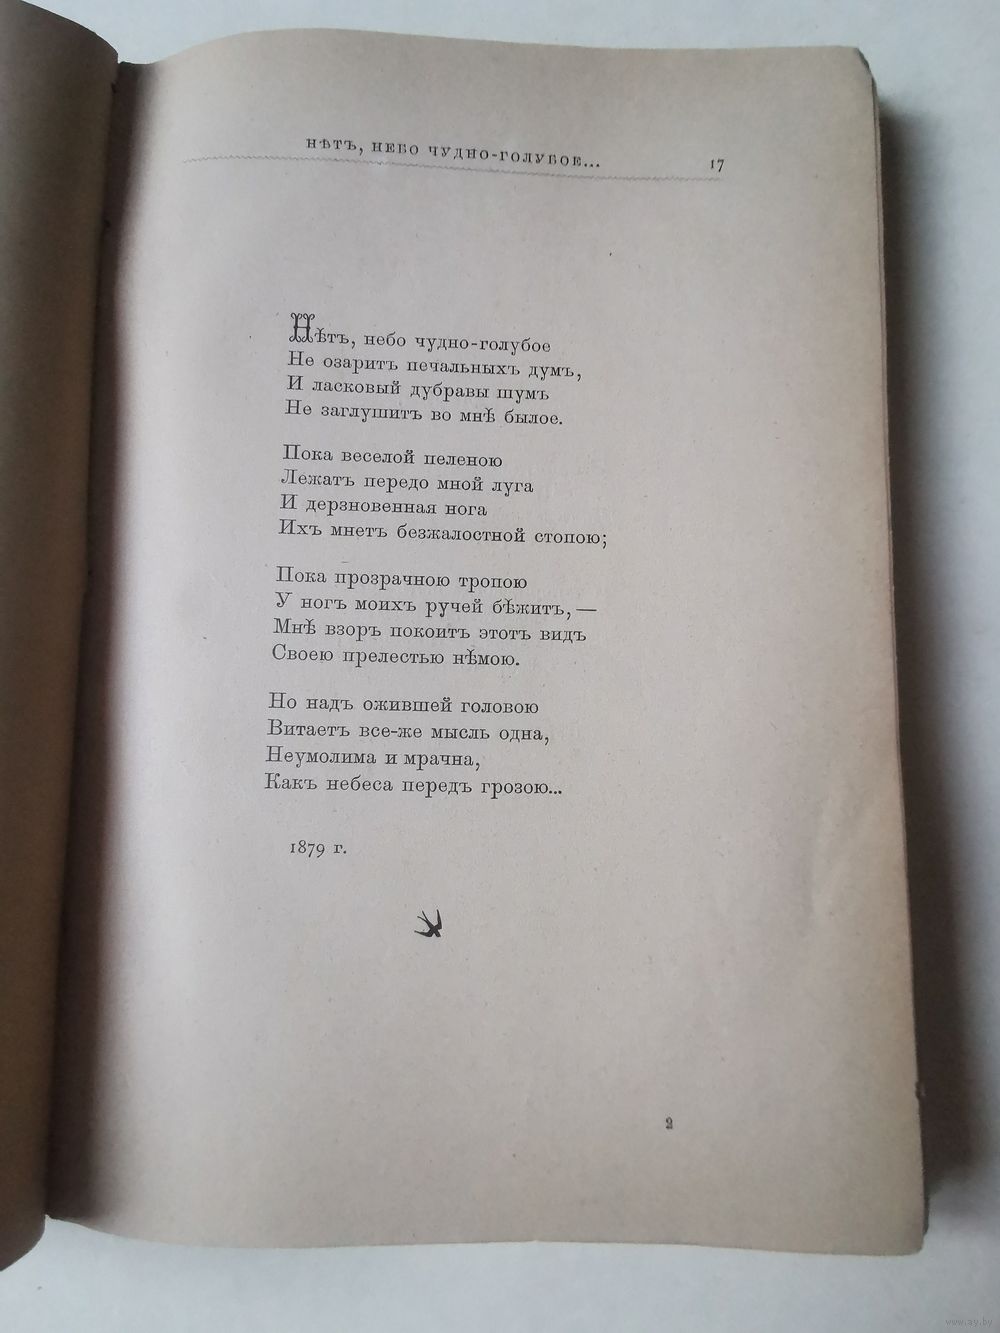 НѢТЪ, НЕБО ЧУДНО-ГОЛУБОЕ... 17
Нѣтъ, небо чудно-голубое
Не озаритъ печальныхъ думъ,
И ласковый дубравы шумъ
Не заглушитъ во мнѣ былое.
Пока веселой пеленою
Лежатъ передо мной луга
И дерзновенная нога
Ихъ мнетъ безжалостной стопою;
Пока прозрачною тропою
У ногъ моихъ ручей бѣжитъ, —
Мнѣ взоръ покоитъ этотъ видъ
Своею прелестью нѣмою.
Но надъ ожившей головою
Витаетъ все-же мысль одна,
Неумолима и мрачна,
Какъ небеса передъ грозою...
1879 г.
2
www.ay.by